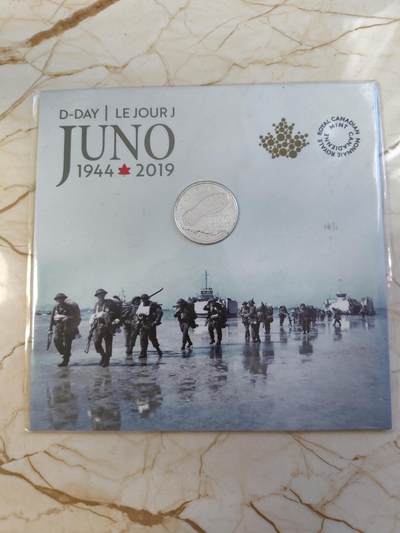 D-DAY | LE JOUR J
JUNO
1944 2019
ROYAL CANADIAN MINT
MONNAIE ROYALE CANADIENNE